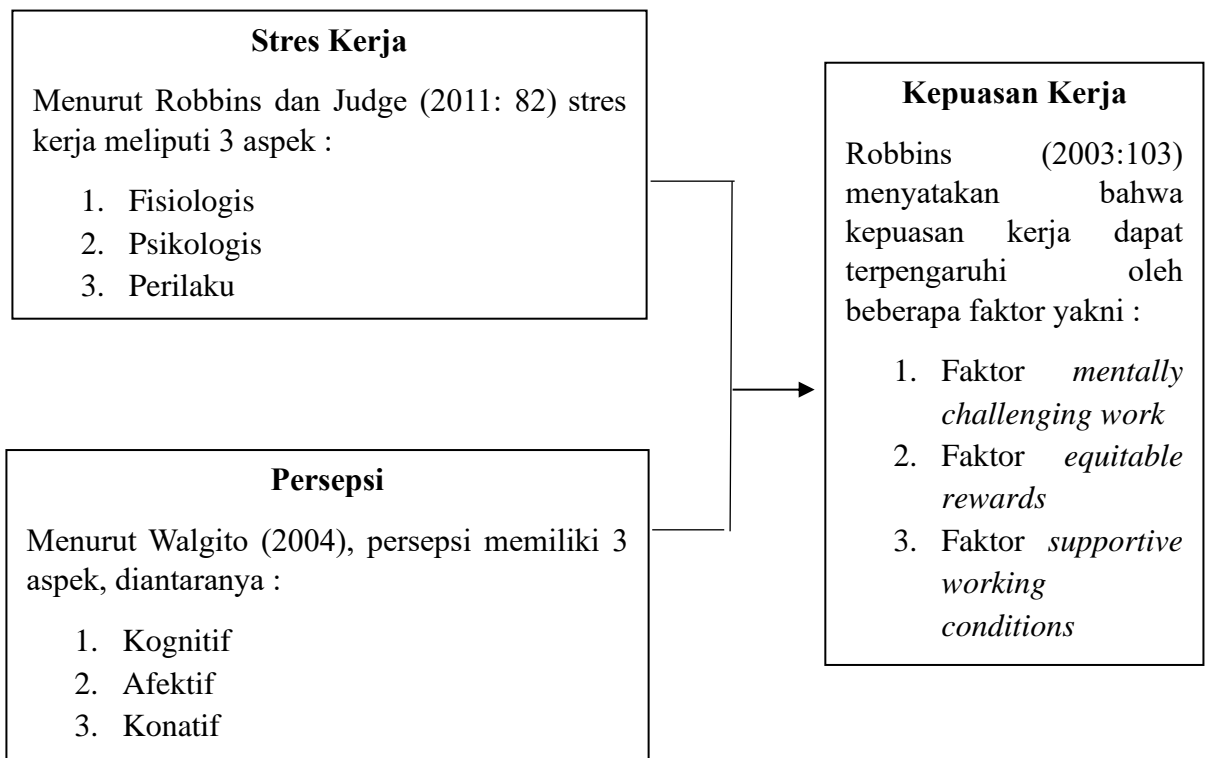 Stres Kerja
Menurut Robbins dan Judge (2011: 82) stres
kerja meliputi 3 aspek :
1. Fisiologis
2. Psikologis
3. Perilaku
Persepsi
Menurut Walgito (2004), persepsi memiliki 3
aspek, diantaranya :
1. Kognitif
2. Afektif
3. Konatif
Kepuasan Kerja
Robbins (2003:103)
menyatakan bahwa
kepuasan kerja dapat
terpengaruhi oleh
beberapa faktor yakni :
1. Faktor mentally
challenging work
2. Faktor equitable
rewards
3. Faktor supportive
working
conditions